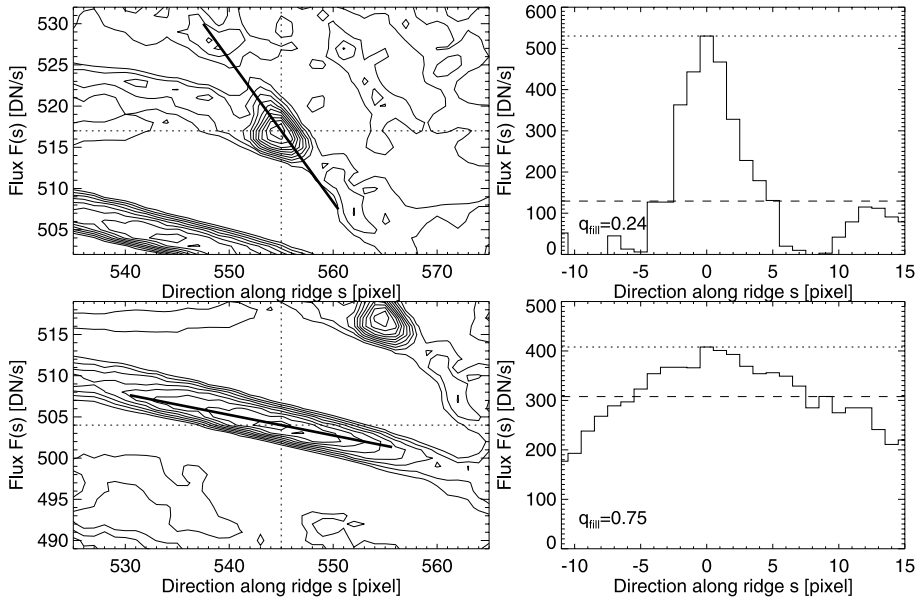 Flux F(s) [DN/s]
530
525
520
515
510
505
540 550 560 570
Direction along ridge s [pixel]
Flux F(s) [DN/s]
600
500
400
300
200
100
0
q_fill=0.24
-10 -5 0 5 10 15
Direction along ridge s [pixel]
Flux F(s) [DN/s]
515
510
505
500
495
490
530 540 550 560
Direction along ridge s [pixel]
Flux F(s) [DN/s]
500
400
300
200
100
0
q_fill=0.75
-10 -5 0 5 10 15
Direction along ridge s [pixel]